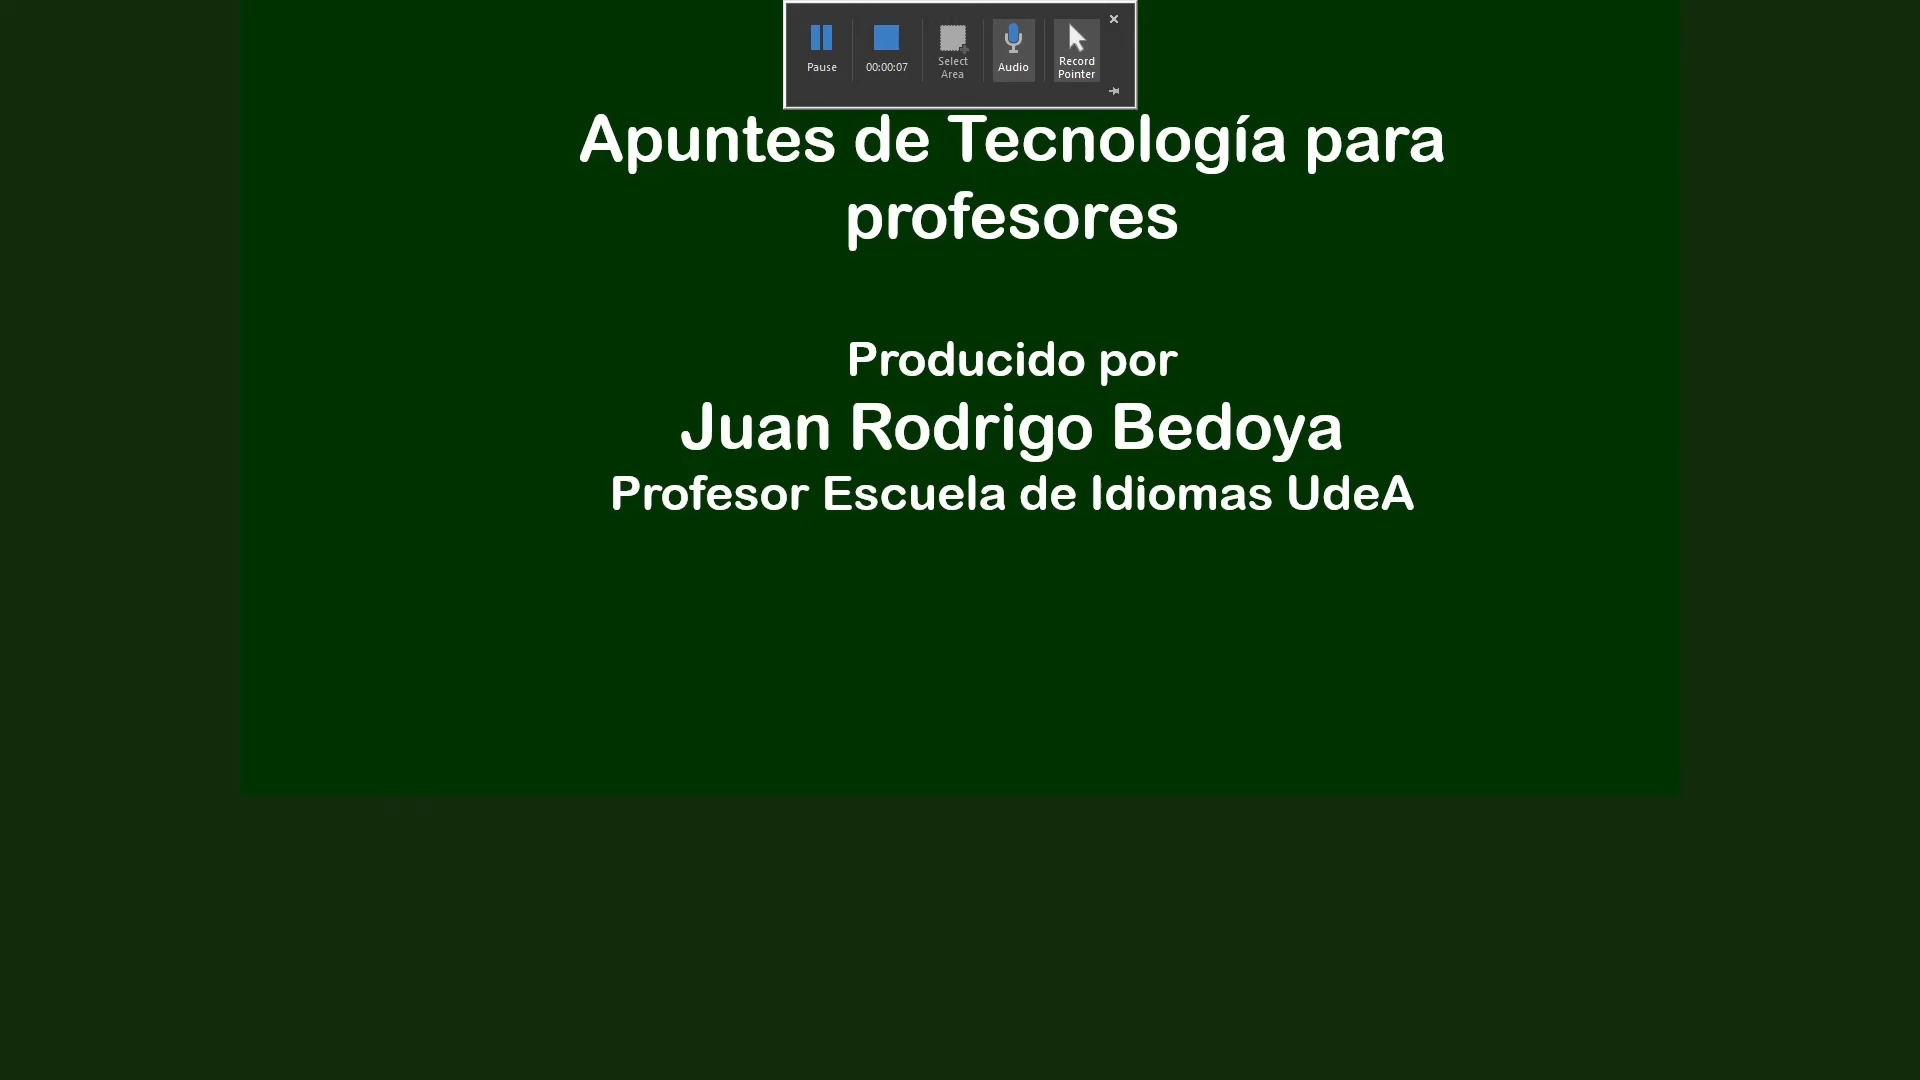 Pause
00:00:07
Select
Area
Audio
Record
Pointer
Apuntes de Tecnología para
profesores
Producido por
Juan Rodrigo Bedoya
Profesor Escuela de Idiomas UdeA